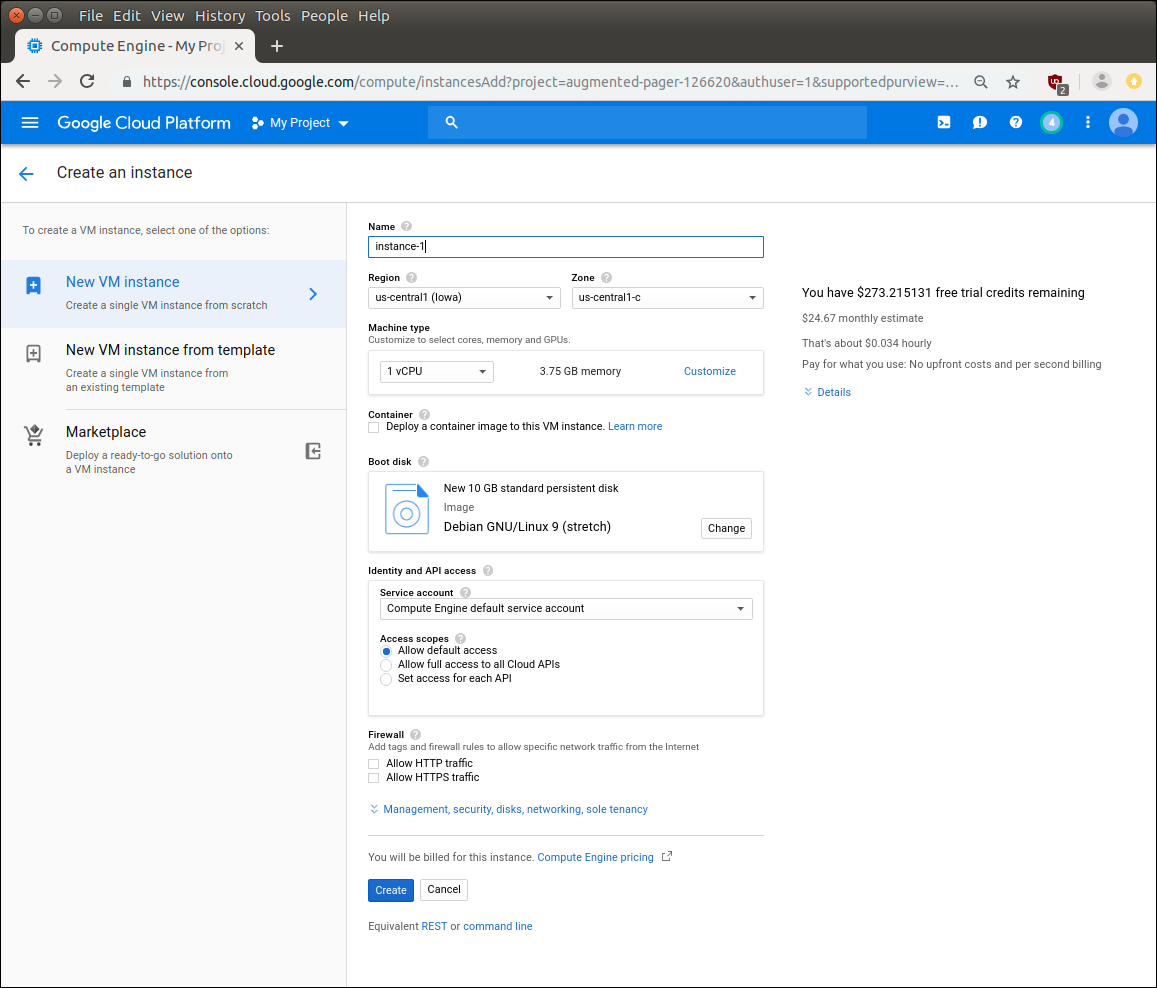 File Edit View History Tools People Help
Compute Engine - My Proj
https://console.cloud.google.com/compute/instancesAdd?project=augmented-pager-126620&authuser=1&supportedpurview=...
2
Google Cloud Platform My Project
4
Create an instance
To create a VM instance, select one of the options:
New VM instance
Create a single VM instance from scratch
New VM instance from template
Create a single VM instance from
an existing template
Marketplace
Deploy a ready-to-go solution onto
a VM instance
Name
instance-1
Region Zone
us-central1 (Iowa) us-central1-c
Machine type
Customize to select cores, memory and GPUs.
1 vCPU 3.75 GB memory Customize
Container
Deploy a container image to this VM instance. Learn more
Boot disk
New 10 GB standard persistent disk
Image
Debian GNU/Linux 9 (stretch)
Change
Identity and API access
Service account
Compute Engine default service account
Access scopes
Allow default access
Allow full access to all Cloud APIs
Set access for each API
Firewall
Add tags and firewall rules to allow specific network traffic from the Internet
Allow HTTP traffic
Allow HTTPS traffic
Management, security, disks, networking, sole tenancy
You will be billed for this instance. Compute Engine pricing
Create Cancel
Equivalent REST or command line
You have $273.215131 free trial credits remaining
$24.67 monthly estimate
That's about $0.034 hourly
Pay for what you use: No upfront costs and per second billing
Details